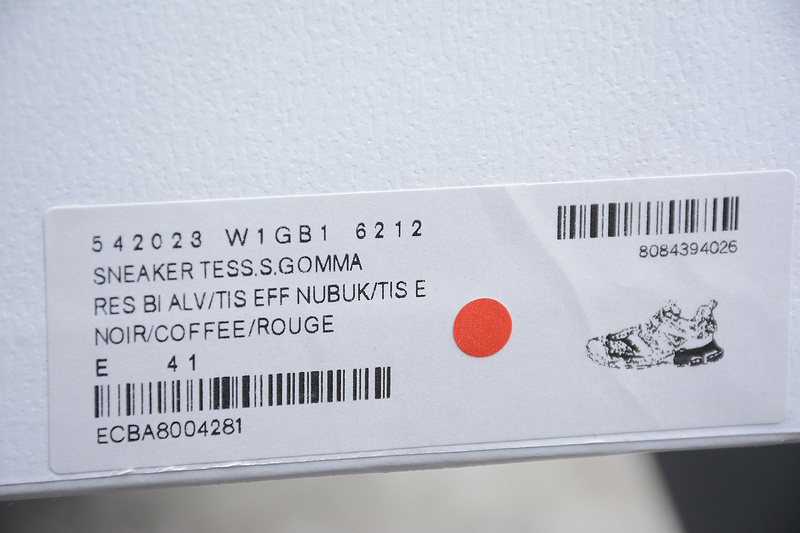 542023 W1GB1 6212
SNEAKER TESS.S.GOMMA
RES BI ALV/TIS EFF NUBUK/TIS E
NOIR/COFFEE/ROUGE
E 41
ECBA8004281
8084394026